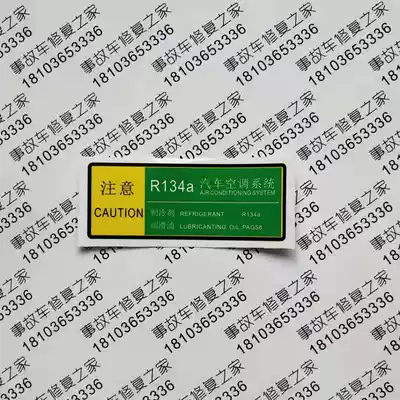 事故车修复之家
18103653336
注意
CAUTION
R134a 汽车空调系统
AIR CONDITIONING SYSTEM
制冷剂 REFRIGERANT R134a
润滑油 LUBRICANTING OIL PAG56